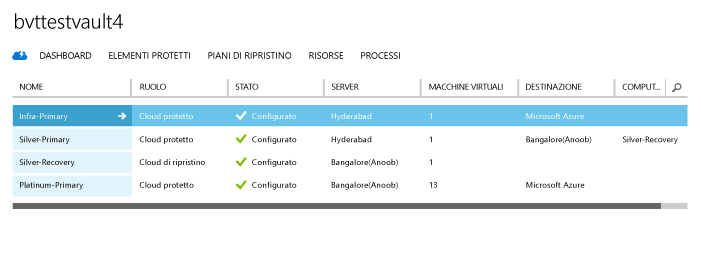 bvttestvault4
DASHBOARD ELEMENTI PROTETTI PIANI DI RIPRISTINO RISORSE PROCESSI
NOME RUOLO STATO SERVER MACCHINE VIRTUALI DESTINAZIONE COMPUT...
Infra-Primary Cloud protetto Configurato Hyderabad 1 Microsoft Azure
Silver-Primary Cloud protetto Configurato Hyderabad 1 Bangalore(Anoob) Silver-Recovery
Silver-Recovery Cloud di ripristino Configurato Bangalore(Anoob) 1
Platinum-Primary Cloud protetto Configurato Bangalore(Anoob) 13 Microsoft Azure